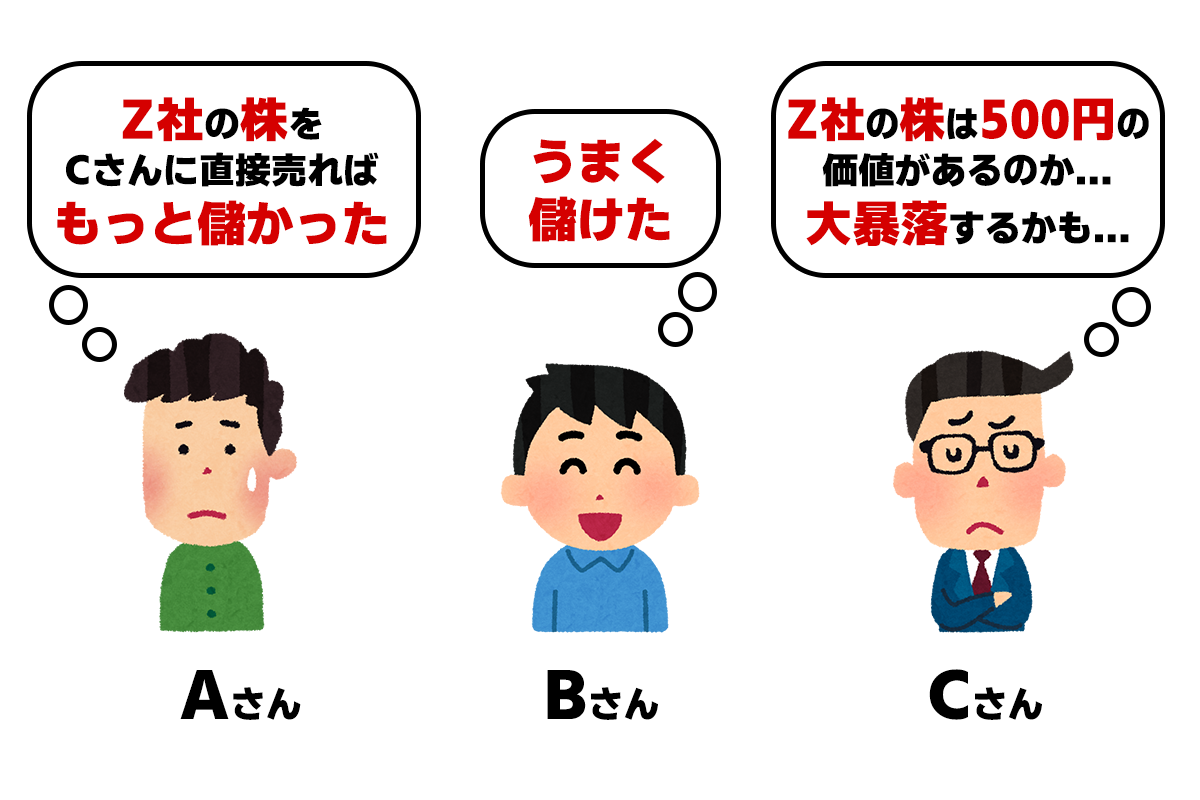 Z社の株を
Cさんに直接売れば
もっと儲かった
うまく
儲けた
Z社の株は500円の
価値があるのか...
大暴落するかも...
Aさん
Bさん
Cさん